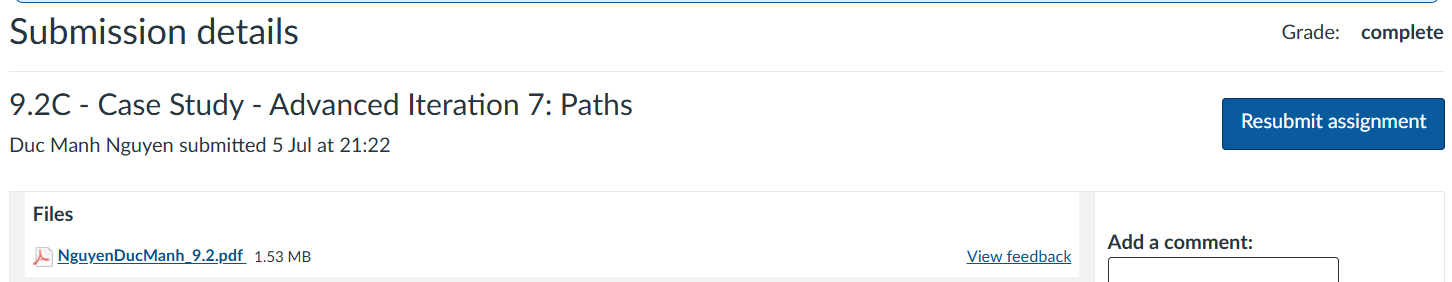 Submission details
Grade: complete
9.2C - Case Study - Advanced Iteration 7: Paths
Resubmit assignment
Duc Manh Nguyen submitted 5 Jul at 21:22
Files
NguyenDucManh_9.2.pdf 1.53 MB
View feedback
Add a comment: